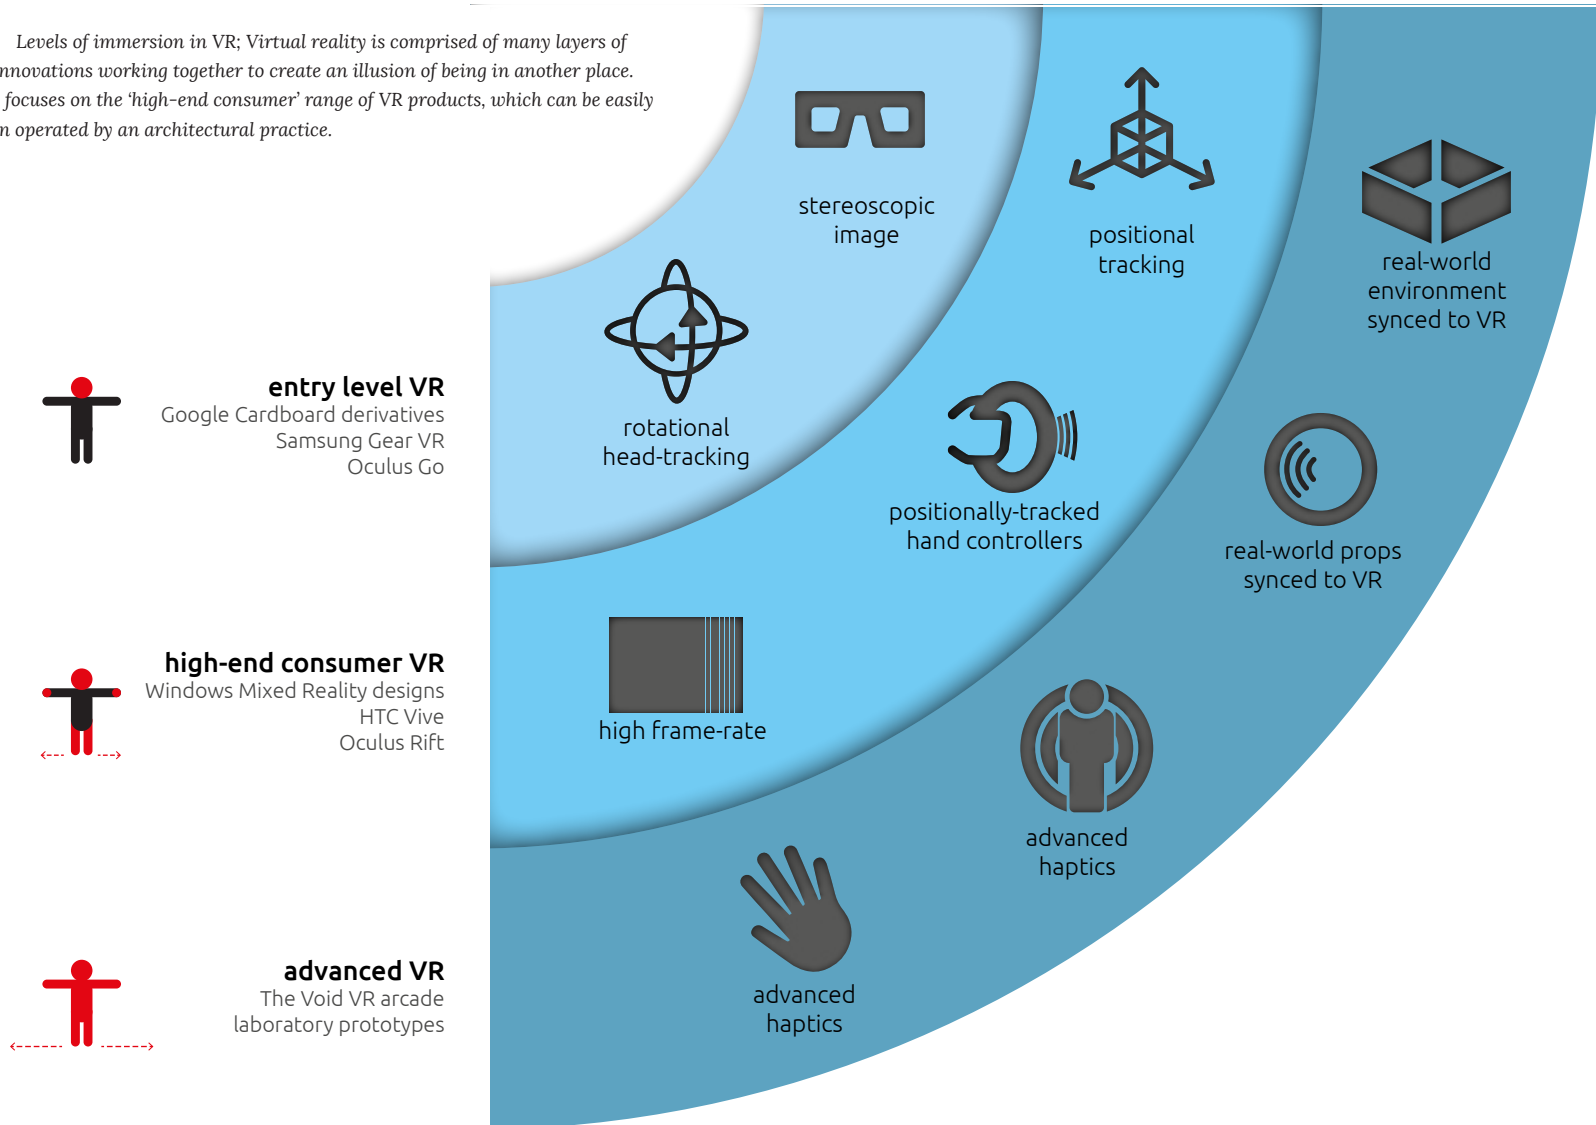 Levels of immersion in VR; Virtual reality is comprised of many layers of
nnovations working together to create an illusion of being in another place.
focuses on the ‘high-end consumer’ range of VR products, which can be easily
n operated by an architectural practice.
stereoscopic
image
positional
tracking
real-world
environment
synced to VR
rotational
head-tracking
entry level VR
Google Cardboard derivatives
Samsung Gear VR
Oculus Go
positionally-tracked
hand controllers
real-world props
synced to VR
high-end consumer VR
Windows Mixed Reality designs
HTC Vive
Oculus Rift
high frame-rate
advanced
haptics
advanced VR
The Void VR arcade
laboratory prototypes
advanced
haptics